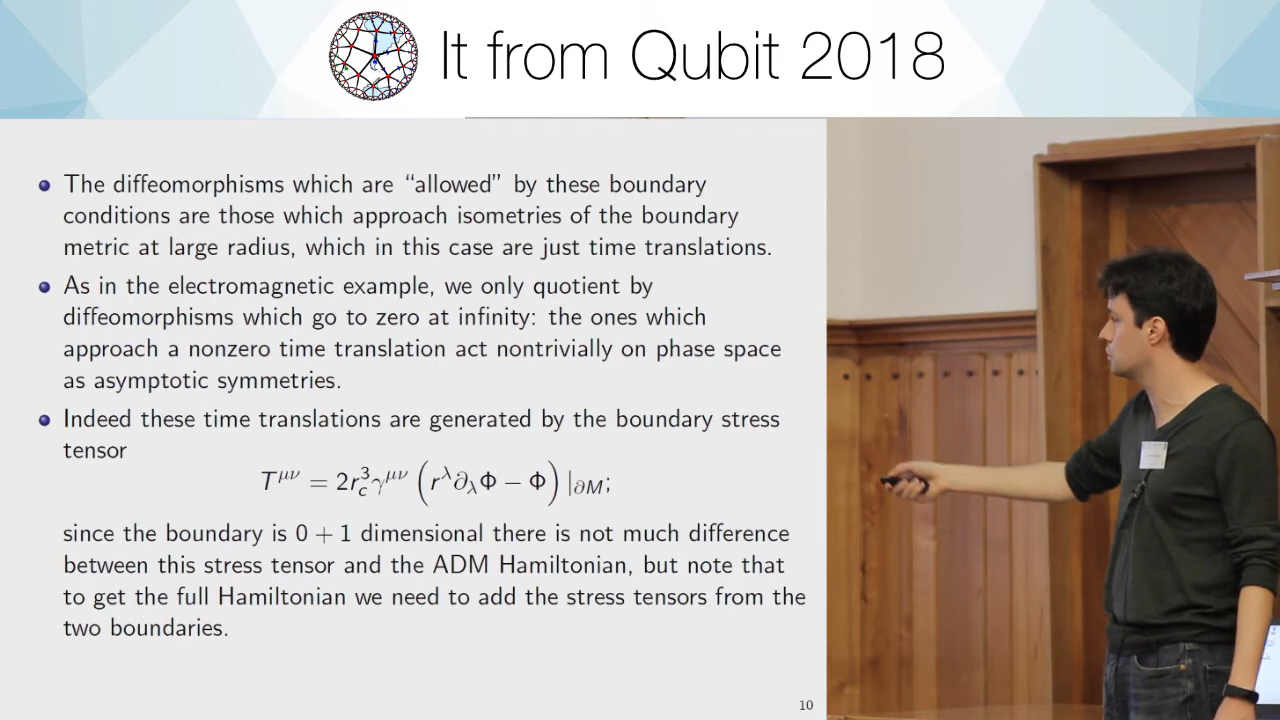 It from Qubit 2018
The diffeomorphisms which are “allowed” by these boundary
conditions are those which approach isometries of the boundary
metric at large radius, which in this case are just time translations.
As in the electromagnetic example, we only quotient by
diffeomorphisms which go to zero at infinity: the ones which
approach a nonzero time translation act nontrivially on phase space
as asymptotic symmetries.
Indeed these time translations are generated by the boundary stress
tensor
T^{μν} = 2r_c^3 γ^{μν} (r^λ ∂_λ Φ − Φ) |_{∂M};
since the boundary is 0 + 1 dimensional there is not much difference
between this stress tensor and the ADM Hamiltonian, but note that
to get the full Hamiltonian we need to add the stress tensors from the
two boundaries.
10